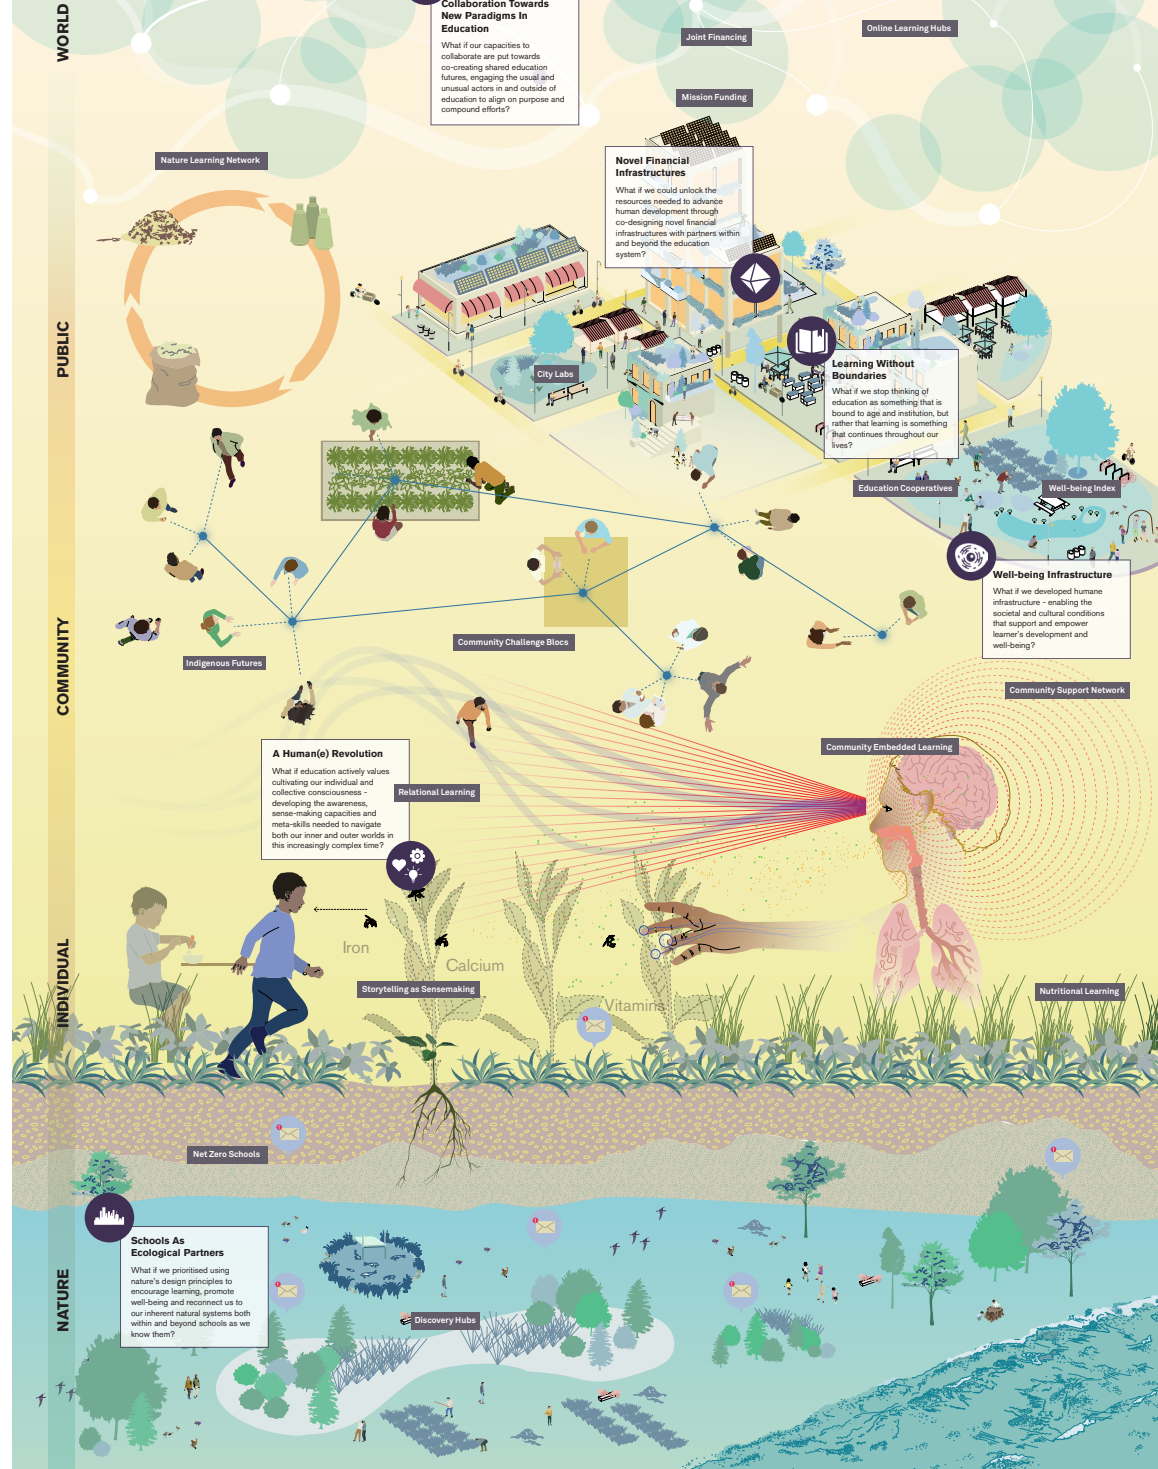 WORLD
Collaboration Towards
New Paradigms In
Education
What if our capacities to
collaborate are put towards
co-creating shared education
futures, engaging the usual and
unusual actors in and outside of
education to align on purpose and
compound efforts?
Joint Financing
Online Learning Hubs
Mission Funding
Nature Learning Network
Novel Financial
Infrastructures
What if we could unlock the
resources needed to advance
human development through
co-designing novel financial
infrastructures with partners within
and beyond the education
system?
PUBLIC
City Labs
Learning Without
Boundaries
What if we stop thinking of
education as something that is
bound to age and institution, but
rather that learning is something
that continues throughout our
lives?
Education Cooperatives
Well-being Index
Well-being Infrastructure
What if we developed humane
infrastructure - enabling the
societal and cultural conditions
that support and empower
learner's development and
well-being?
COMMUNITY
Community Challenge Blocs
Indigenous Futures
Community Support Network
Community Embedded Learning
A Human(e) Revolution
What if education actively values
cultivating our individual and
collective consciousness -
developing the awareness,
sense-making capacities and
meta-skills needed to navigate
both our inner and outer worlds in
this increasingly complex time?
Relational Learning
INDIVIDUAL
Iron
Calcium
Vitamins
Storytelling as Sensemaking
Nutritional Learning
Net Zero Schools
NATURE
Schools As
Ecological Partners
What if we prioritised using
nature's design principles to
encourage learning, promote
well-being and reconnect us to
our inherent natural systems both
within and beyond schools as we
know them?
Discovery Hubs